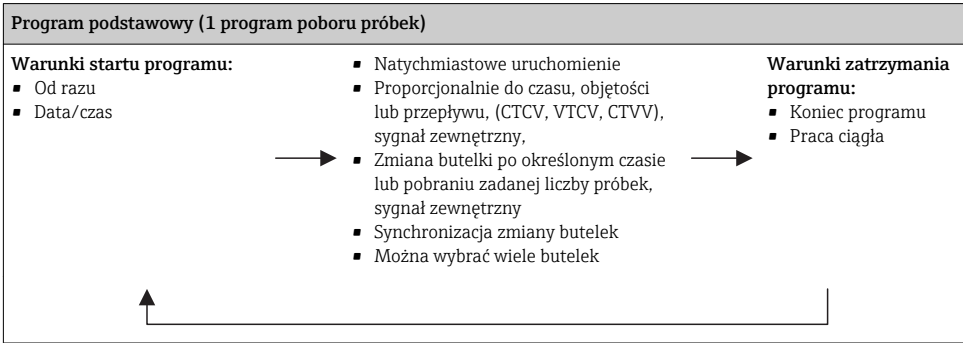 Program podstawowy (1 program poboru próbek)
Warunki startu programu:
▪ Od razu
▪ Data/czas
▪ Natychmiastowe uruchomienie
▪ Proporcjonalnie do czasu, objętości
lub przepływu, (CTCV, VTCV, CTVV),
sygnał zewnętrzny,
▪ Zmiana butelki po określonym czasie
lub pobraniu zadanej liczby próbek,
sygnał zewnętrzny
▪ Synchronizacja zmiany butelek
▪ Można wybrać wiele butelek
Warunki zatrzymania
programu:
▪ Koniec programu
▪ Praca ciągła